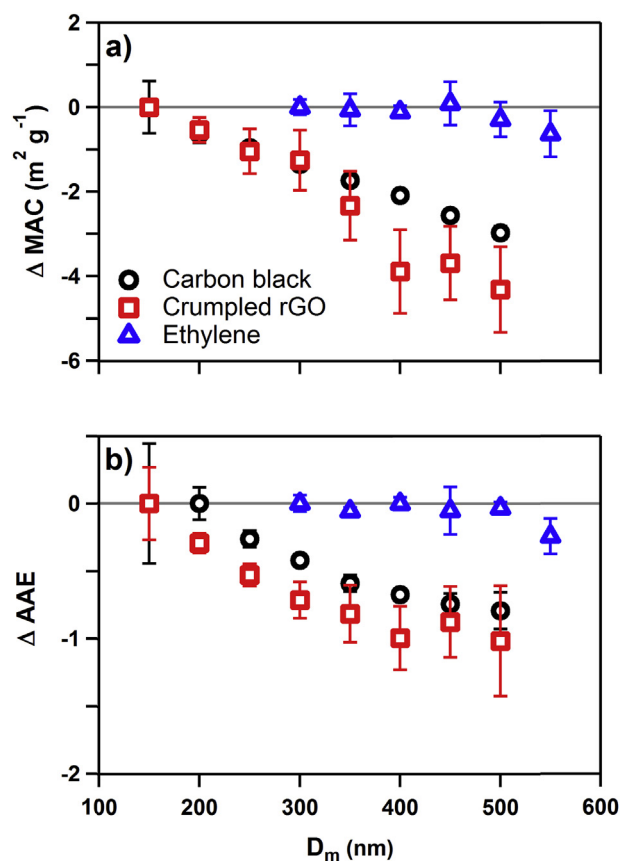 a)
2
0
-2
-4
-6
Δ MAC (m² g⁻¹)
Carbon black
Crumpled rGO
Ethylene
b)
0
-1
-2
Δ AAE
100 200 300 400 500 600
Dₘ (nm)